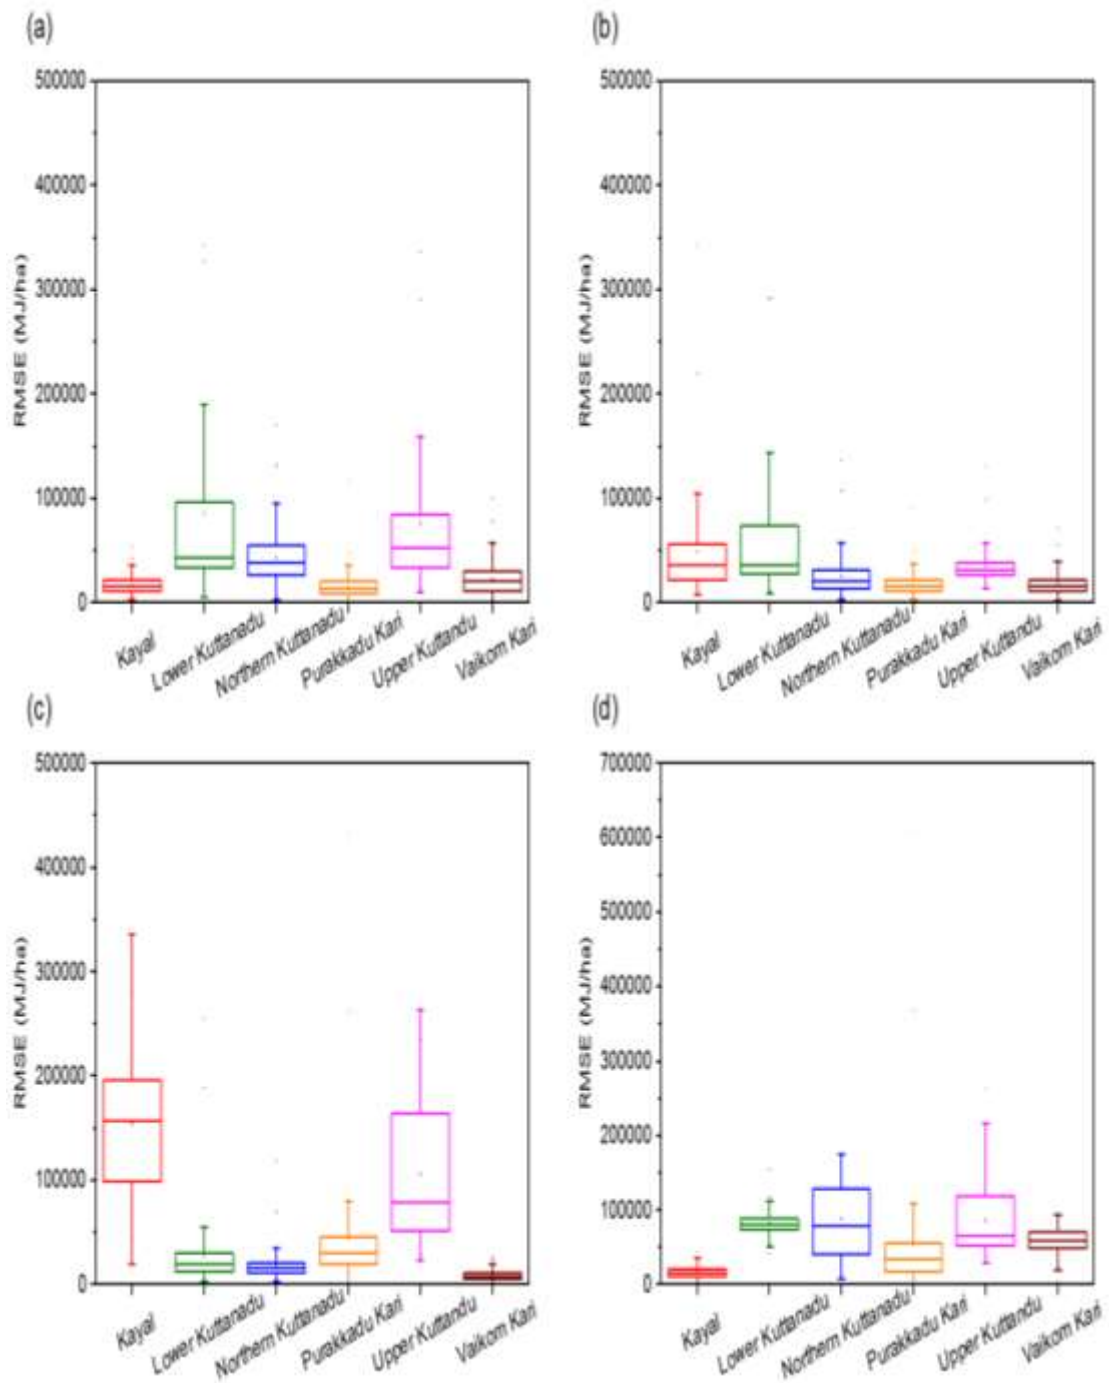 (a)
500000
400000
300000
200000
100000
0
RMSE (MJ/ha)
Kayal
Lower Kuttanadu
Northern Kuttanadu
Purakkadu Kari
Upper Kuttandu
Vaikom Kari
(b)
500000
400000
300000
200000
100000
0
RMSE (MJ/ha)
Kayal
Lower Kuttanadu
Northern Kuttanadu
Purakkadu Kari
Upper Kuttandu
Vaikom Kari
(c)
500000
400000
300000
200000
100000
0
RMSE (MJ/ha)
Kayal
Lower Kuttanadu
Northern Kuttanadu
Purakkadu Kari
Upper Kuttandu
Vaikom Kari
(d)
700000
600000
500000
400000
300000
200000
100000
0
RMSE (MJ/ha)
Kayal
Lower Kuttanadu
Northern Kuttanadu
Purakkadu Kari
Upper Kuttandu
Vaikom Kari